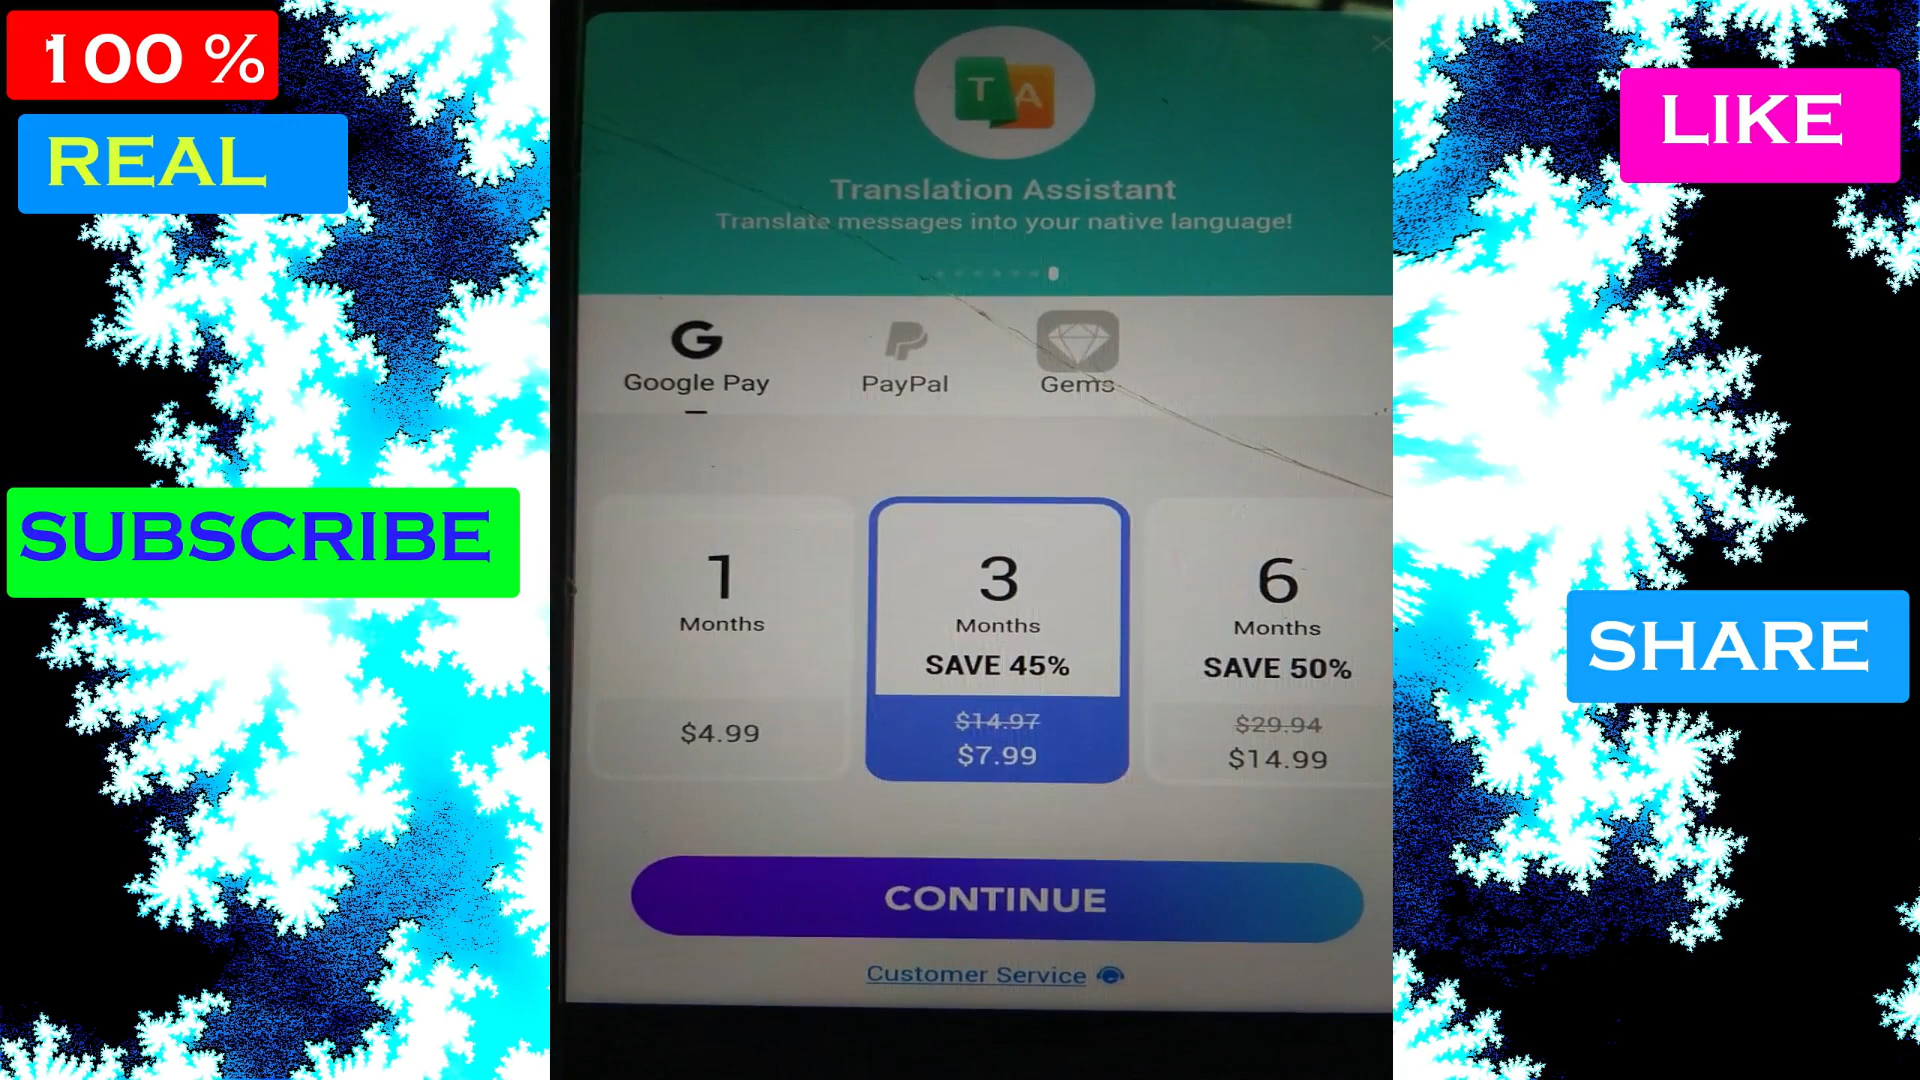 100 %
REAL
SUBSCRIBE
LIKE
SHARE
T A
Translation Assistant
Translate messages into your native language!
G
Google Pay
PayPal
Gems
1
Months
$4.99
3
Months
SAVE 45%
$14.97
$7.99
6
Months
SAVE 50%
$29.94
$14.99
CONTINUE
Customer Service